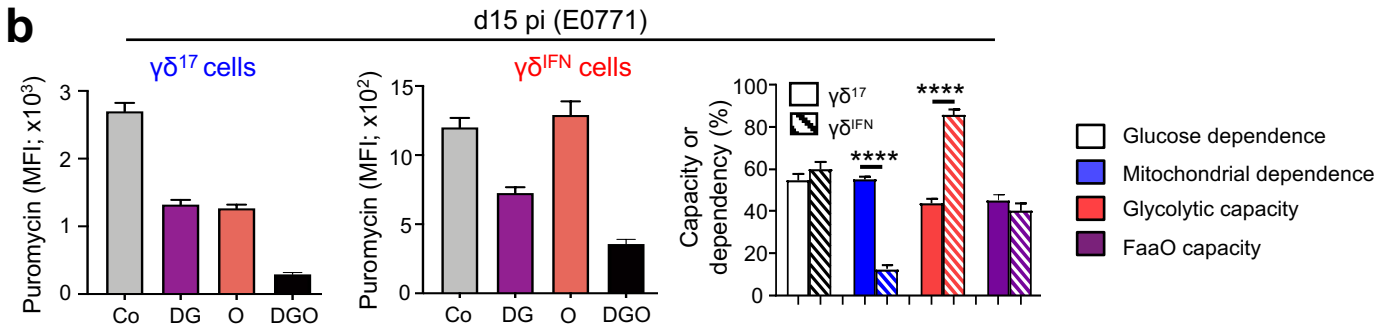 b
d15 pi (E0771)
γδ17 cells
Puromycin (MFI; x10³)
3
2
1
0
Co DG O DGO
γδIFN cells
Puromycin (MFI; x10²)
15
10
5
0
Co DG O DGO
Capacity or
dependency (%)
100
80
60
40
20
0
γδ17
γδIFN
****
****
Glucose dependence
Mitochondrial dependence
Glycolytic capacity
FaaO capacity